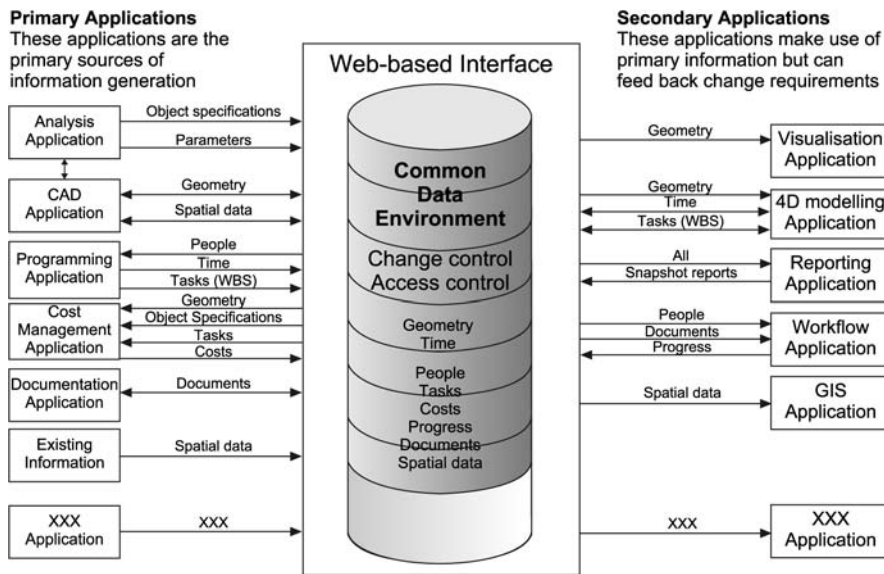 Primary Applications
These applications are the
primary sources of
information generation
Analysis
Application
Object specifications
Parameters
CAD
Application
Geometry
Spatial data
Programming
Application
People
Time
Tasks (WBS)
Cost
Management
Application
Geometry
Object Specifications
Tasks
Costs
Documentation
Application
Documents
Existing
Information
Spatial data
XXX
Application
XXX
Web-based Interface
Common
Data
Environment
Change control
Access control
Geometry
Time
People
Tasks
Costs
Progress
Documents
Spatial data
Secondary Applications
These applications make use of
primary information but can
feed back change requirements
Geometry
Visualisation
Application
Geometry
Time
Tasks (WBS)
4D modelling
Application
All
Snapshot reports
Reporting
Application
People
Documents
Progress
Workflow
Application
Spatial data
GIS
Application
XXX
XXX
Application